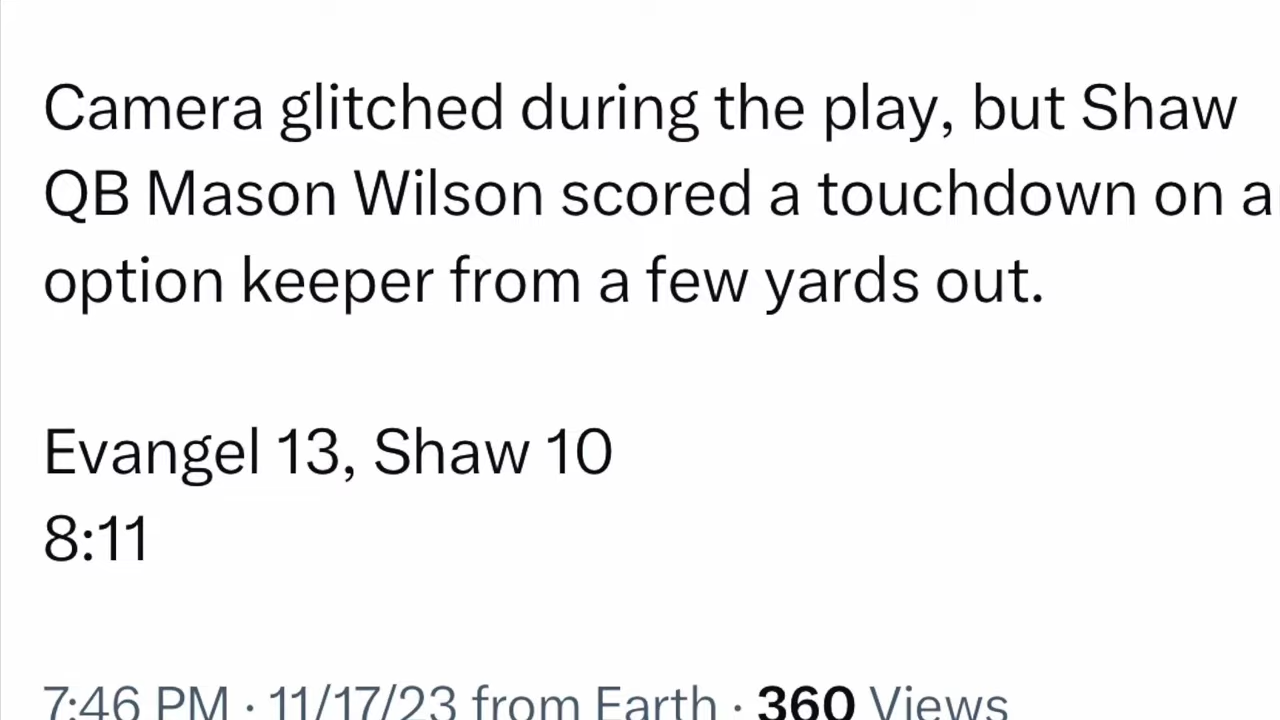 Camera glitched during the play, but Shaw
QB Mason Wilson scored a touchdown on a
option keeper from a few yards out.
Evangel 13, Shaw 10
8:11
7:46 PM · 11/17/23 from Earth · 360 Views